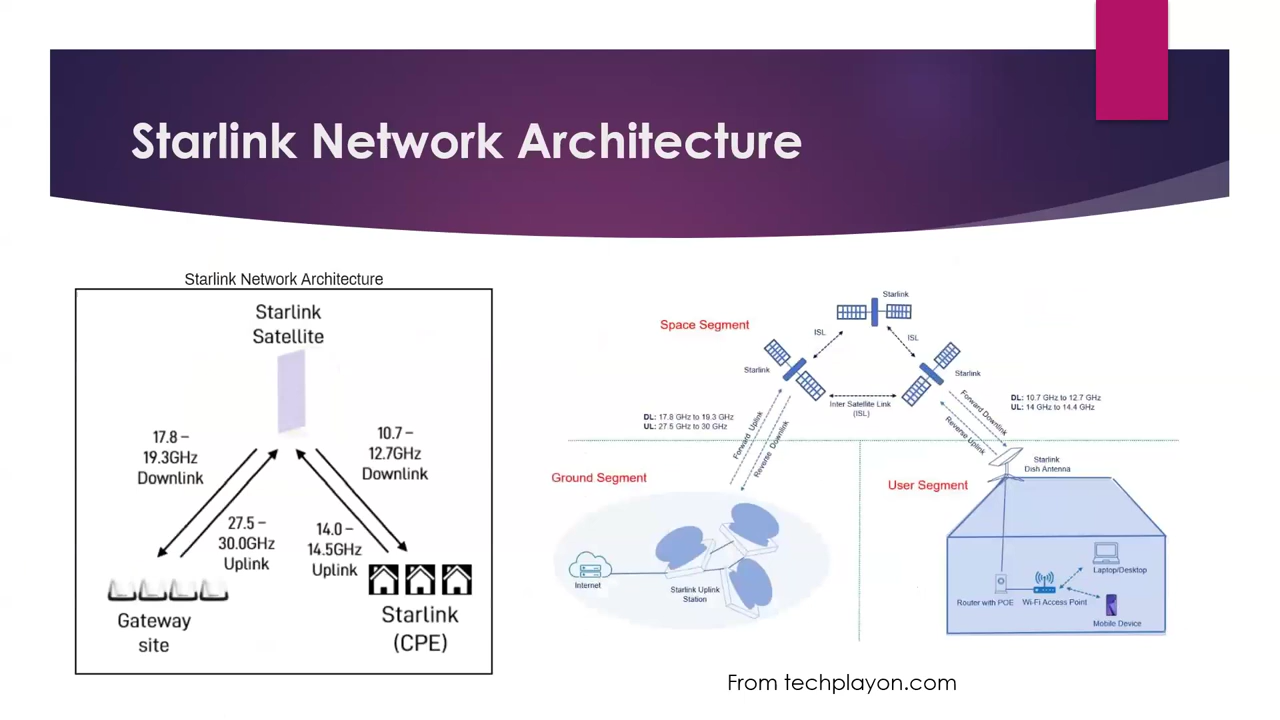 Starlink Network Architecture
Starlink Network Architecture
Starlink
Satellite
17.8 –
19.3GHz
Downlink
10.7 –
12.7GHz
Downlink
27.5 –
30.0GHz
Uplink
14.0 –
14.5GHz
Uplink
Gateway
site
Starlink
(CPE)
Space Segment
Starlink
ISL
ISL
Starlink
Starlink
Inter Satellite Link
(ISL)
DL: 17.8 GHz to 19.3 GHz
UL: 27.5 GHz to 30 GHz
Forward Uplink
Reverse Downlink
DL: 10.7 GHz to 12.7 GHz
UL: 14 GHz to 14.4 GHz
Forward Downlink
Reverse Uplink
Ground Segment
Internet
Starlink Uplink
Station
User Segment
Starlink
Dish Antenna
Laptop/Desktop
Router with POE
Wi-Fi Access Point
Mobile Device
From techplayon.com